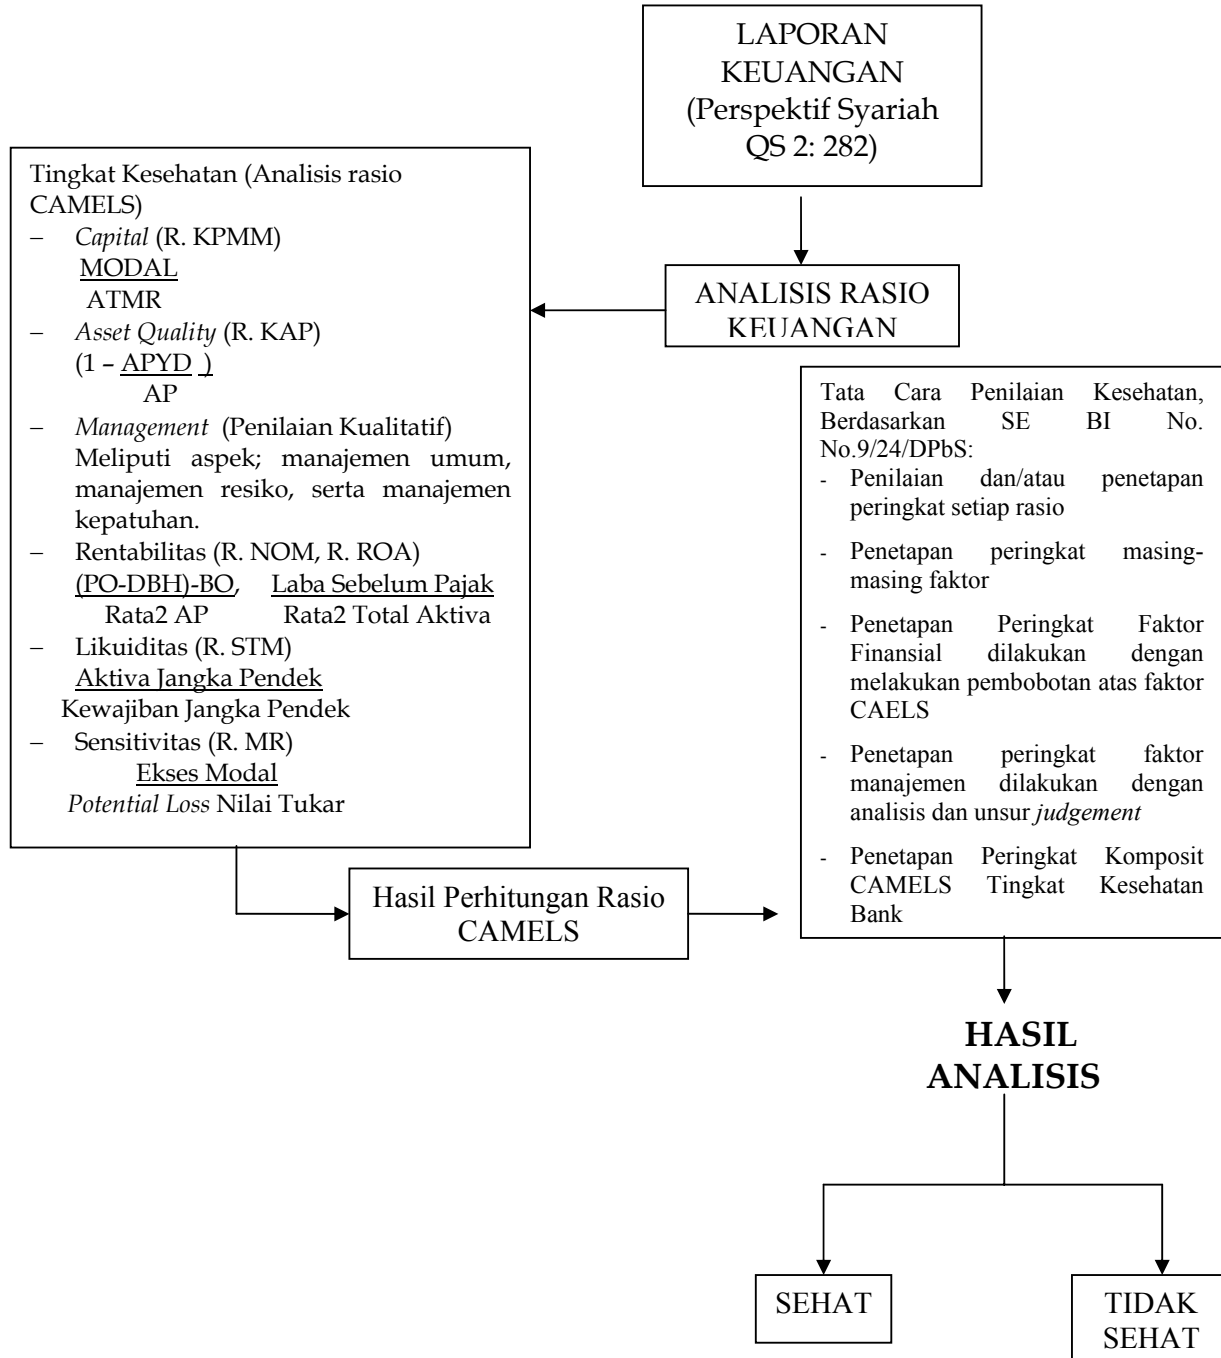 LAPORAN
KEUANGAN
(Perspektif Syariah
QS 2: 282)
Tingkat Kesehatan (Analisis rasio
CAMELS)
– Capital (R. KPMM)
MODAL
ATMR
– Asset Quality (R. KAP)
(1 – APYD )
AP
– Management (Penilaian Kualitatif)
Meliputi aspek; manajemen umum,
manajemen resiko, serta manajemen
kepatuhan.
– Rentabilitas (R. NOM, R. ROA)
(PO-DBH)-BO, Laba Sebelum Pajak
Rata2 AP Rata2 Total Aktiva
– Likuiditas (R. STM)
Aktiva Jangka Pendek
Kewajiban Jangka Pendek
– Sensitivitas (R. MR)
Ekses Modal
Potential Loss Nilai Tukar
ANALISIS RASIO
KEUANGAN
Tata Cara Penilaian Kesehatan,
Berdasarkan SE BI No.
No.9/24/DPbS:
- Penilaian dan/atau penetapan
peringkat setiap rasio
- Penetapan peringkat masing-
masing faktor
- Penetapan Peringkat Faktor
Finansial dilakukan dengan
melakukan pembobotan atas faktor
CAELS
- Penetapan peringkat faktor
manajemen dilakukan dengan
analisis dan unsur judgement
- Penetapan Peringkat Komposit
CAMELS Tingkat Kesehatan
Bank
Hasil Perhitungan Rasio
CAMELS
HASIL
ANALISIS
SEHAT
TIDAK
SEHAT